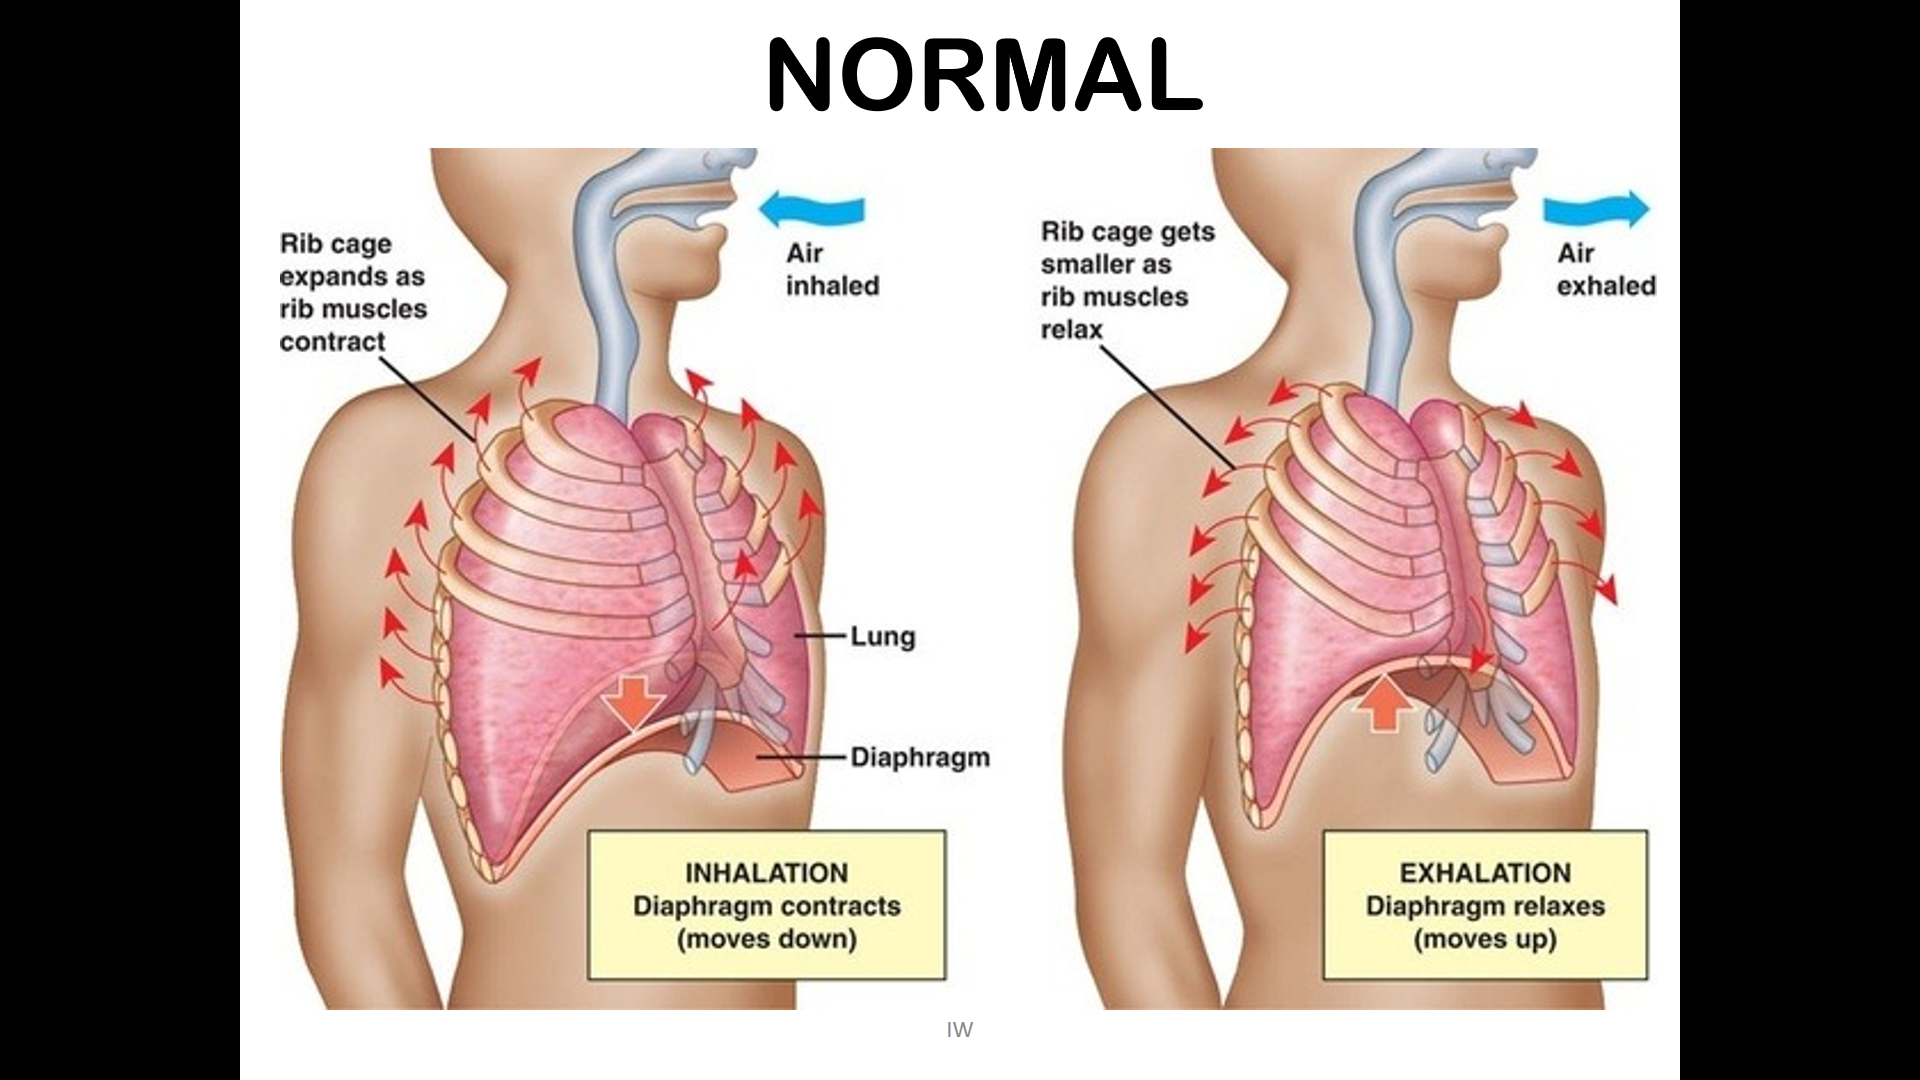 NORMAL
Rib cage
expands as
rib muscles
contract
Air
inhaled
Lung
Diaphragm
INHALATION
Diaphragm contracts
(moves down)
Rib cage gets
smaller as
rib muscles
relax
Air
exhaled
EXHALATION
Diaphragm relaxes
(moves up)
IW